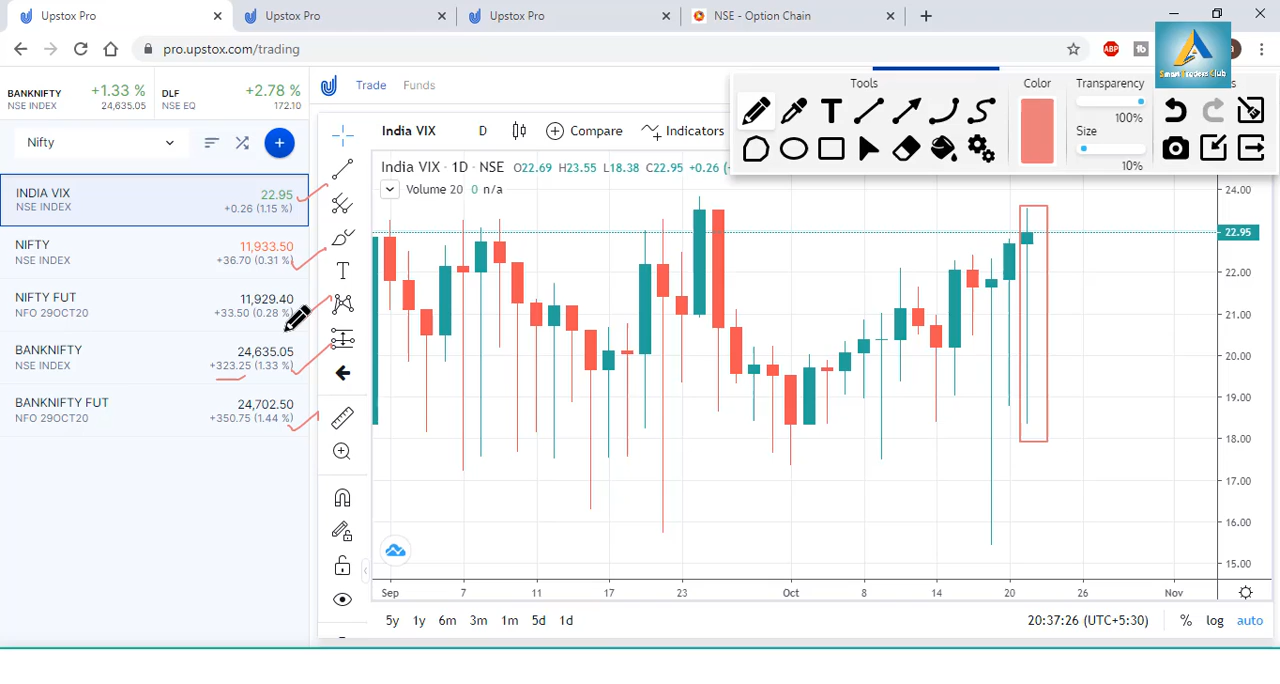 Upstox Pro
Upstox Pro
Upstox Pro
NSE - Option Chain
pro.upstox.com/trading
ABP
Smart Traders Club
BANKNIFTY +1.33 %
NSE INDEX 24,635.05
DLF +2.78 %
NSE EQ 172.10
Trade Funds
Tools
Color
Transparency
100%
Size
10%
Nifty
India VIX D Compare Indicators
INDIA VIX 22.95
NSE INDEX +0.26 (1.15 %)
NIFTY 11,933.50
NSE INDEX +36.70 (0.31 %)
NIFTY FUT 11,929.40
NFO 29OCT20 +33.50 (0.28 %)
BANKNIFTY 24,635.05
NSE INDEX +323.25 (1.33 %)
BANKNIFTY FUT 24,702.50
NFO 29OCT20 +350.75 (1.44 %)
India VIX · 1D · NSE O22.69 H23.55 L18.38 C22.95 +0.26
Volume 20 0 n/a
24.00
22.95
22.00
21.00
20.00
19.00
18.00
17.00
16.00
15.00
Sep 7 11 17 23 Oct 8 14 20 26 Nov
5y 1y 6m 3m 1m 5d 1d
20:37:26 (UTC+5:30) % log auto